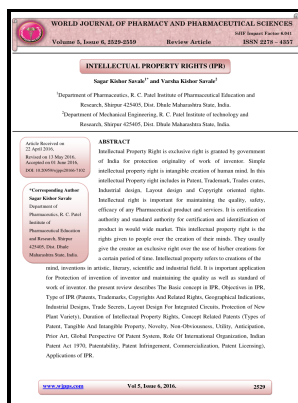 WORLD JOURNAL OF PHARMACY AND PHARMACEUTICAL SCIENCES
SJIF Impact Factor 6.041
Volume 5, Issue 6, 2529-2559 Review Article ISSN 2278 – 4357
INTELLECTUAL PROPERTY RIGHTS (IPR)
Sagar Kishor Savale1* and Varsha Kishor Savale2
1Department of Pharmaceutics, R. C. Patel Institute of Pharmaceutical Education and
Research, Shirpur 425405, Dist. Dhule Maharashtra State, India.
2Department of Mechanical Engineering, R. C. Patel Institute of technology and
Research, Shirpur 425405, Dist. Dhule Maharashtra State, India.
Article Received on
22 April 2016,
Revised on 13 May 2016,
Accepted on 03 June 2016,
*Corresponding Author
Sagar Kishor Savale
Department of
Pharmaceutics, R. C. Patel
Institute of
Pharmaceutical Education
and Research, Shirpur
425405, Dist. Dhule
Maharashtra State, India.
ABSTRACT
Intellectual Property Right is exclusive right is granted by government
of India for protection originality of work of inventor. Simple
intellectual property right is intangible creation of human mind. In this
intellectual property right includes in Patent, Trademark, Trades crates,
Industrial design, Layout design and Copyright oriented rights.
Intellectual right is important for maintaining the quality, safety,
efficacy of any Pharmaceutical product and services. It is certification
authority and standard authority for certification and identification of
product in would wide market. This intellectual property right is the
rights given to people over the creation of their minds. They usually
give the creator an exclusive right over the use of his/her creations for
a certain period of time. Intellectual property refers to creations of the
mind, inventions in artistic, literary, scientific and industrial field. It is important application
for Protection of invention of inventor and maintaining the quality as well as standard of
work of inventor. the present review describes The Basic concept in IPR, Objectives in IPR,
Type of IPR (Patents, Trademarks, Copyrights And Related Rights, Geographical Indications,
Industrial Designs, Trade Secrets, Layout Design For Integrated Circuits, Protection of New
Plant Variety), Duration of Intellectual Property Rights, Concept Related Patents (Types of
Patent, Tangible And Intangible Property, Novelty, Non-Obviousness, Utility, Anticipation,
Prior Art, Global Perspective Of Patent System, Role Of International Organization, Indian
Patent Act 1970, Patentability, Patent Infringement, Commercialization, Patent Licensing),
Applications of IPR.
www.wjpps.com Vol 5, Issue 6, 2016. 2529